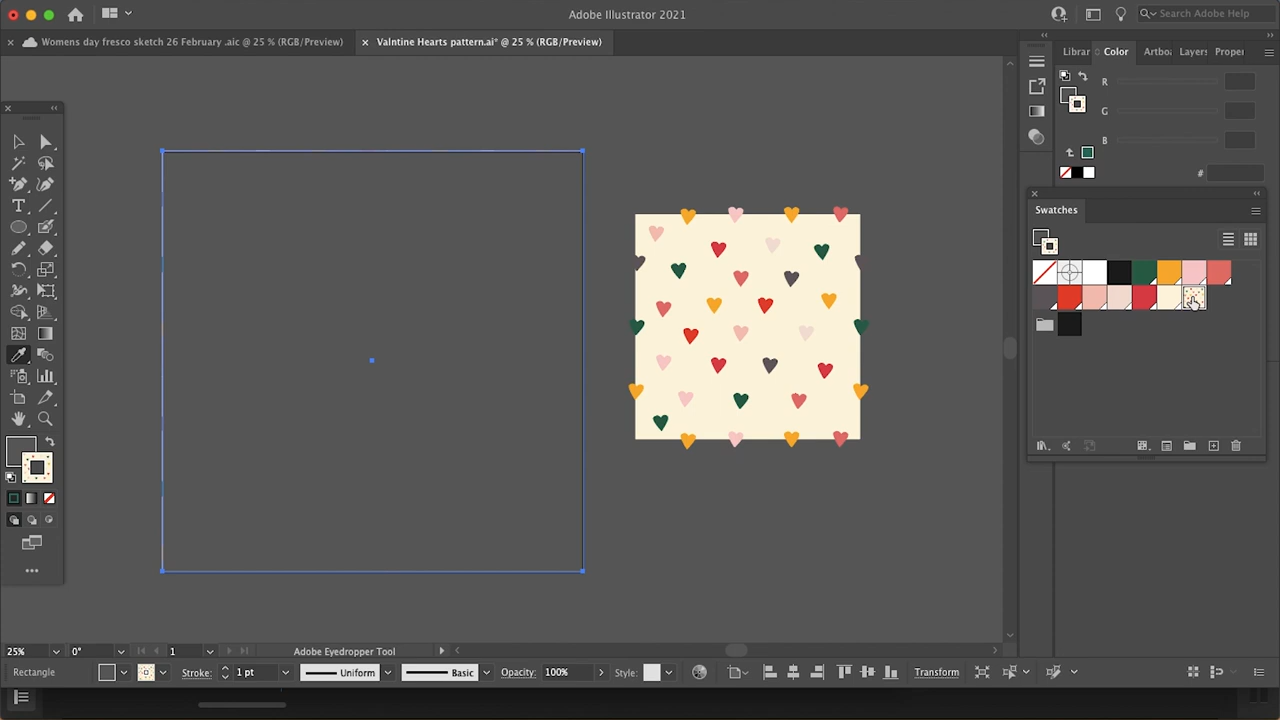 Adobe Illustrator 2021
Search Adobe Help
Womens day fresco sketch 26 February .aic @ 25 % (RGB/Preview)
Valntine Hearts pattern.ai* @ 25 % (RGB/Preview)
Librar
Color
Artboa
Layers
Proper
R
G
B
#
Swatches
25%
0°
1
Adobe Eyedropper Tool
Rectangle
Stroke:
1 pt
Uniform
Basic
Opacity:
100%
Style:
Transform